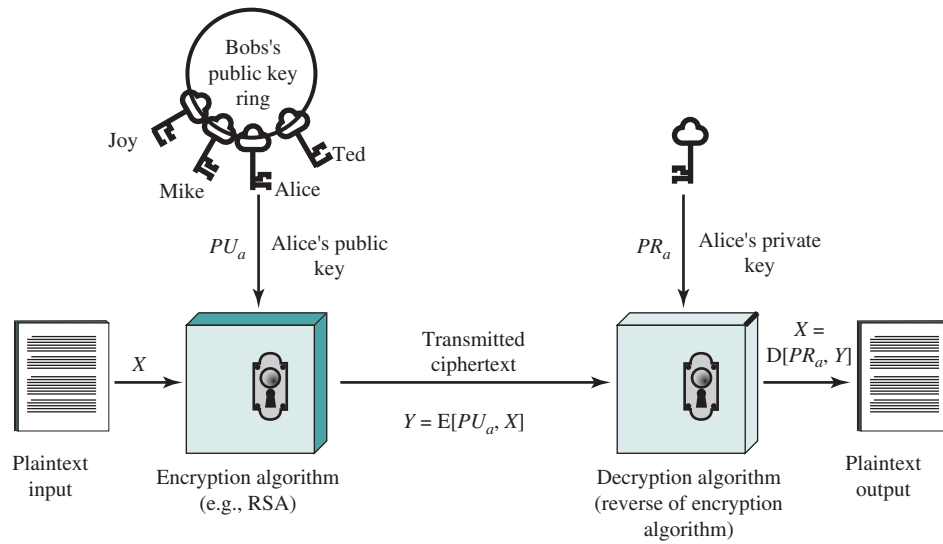 Bobs's
public key
ring
Joy
Mike
Alice
Ted
PUₐ
Alice's public
key
PRₐ
Alice's private
key
X
Transmitted
ciphertext
Y = E[PUₐ, X]
X =
D[PRₐ, Y]
Plaintext
input
Encryption algorithm
(e.g., RSA)
Decryption algorithm
(reverse of encryption
algorithm)
Plaintext
output